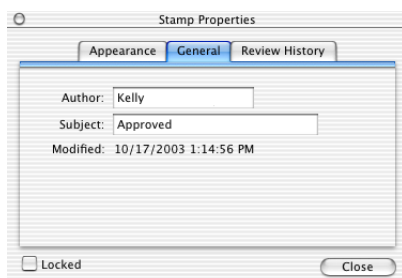 Stamp Properties
Appearance General Review History
Author: Kelly
Subject: Approved
Modified: 10/17/2003 1:14:56 PM
Locked Close